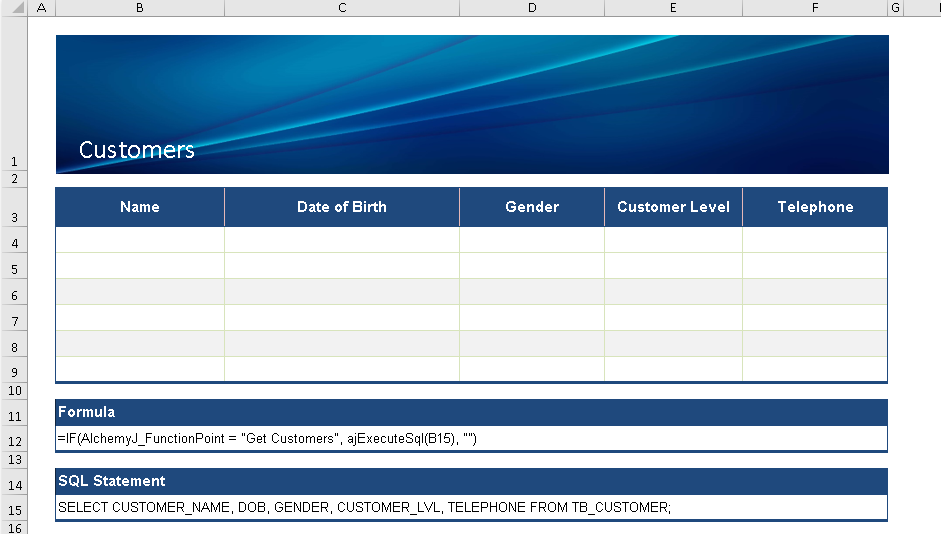 A B C D E F G
Customers
1
2
3 Name Date of Birth Gender Customer Level Telephone
4
5
6
7
8
9
10
11 Formula
12 =IF(AlchemyJ_FunctionPoint = "Get Customers", ajExecuteSql(B15), "")
13
14 SQL Statement
15 SELECT CUSTOMER_NAME, DOB, GENDER, CUSTOMER_LVL, TELEPHONE FROM TB_CUSTOMER;
16